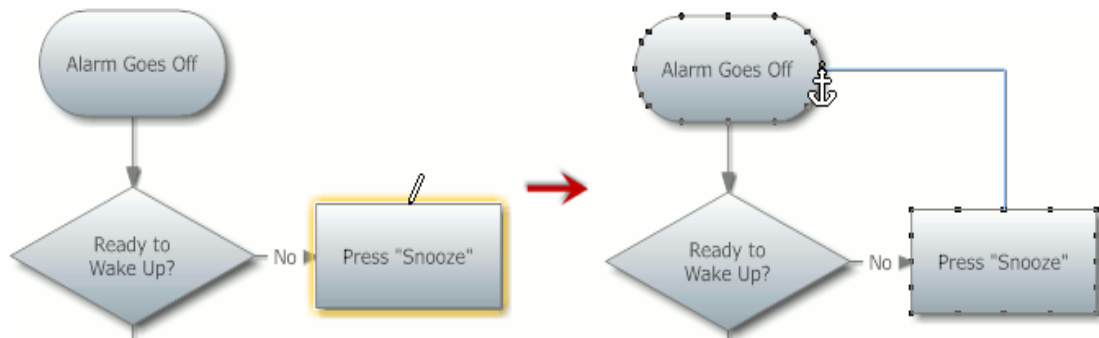 Alarm Goes Off
Ready to
Wake Up?
No
Press "Snooze"
Alarm Goes Off
Ready to
Wake Up?
No
Press "Snooze"